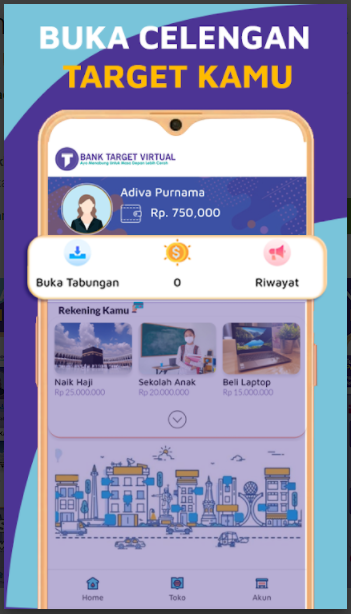 BUKA CELENGAN
TARGET KAMU
T BANK TARGET VIRTUAL
Ayo Menabung Untuk Masa Depan Lebih Cerah
Adiva Purnama
Rp. 750,000
Buka Tabungan
0
Riwayat
Rekening Kamu
Naik Haji
Rp 25.000.000
Sekolah Anak
Rp 20.000.000
Beli Laptop
Rp 15.000.000
Home
Toko
Akun